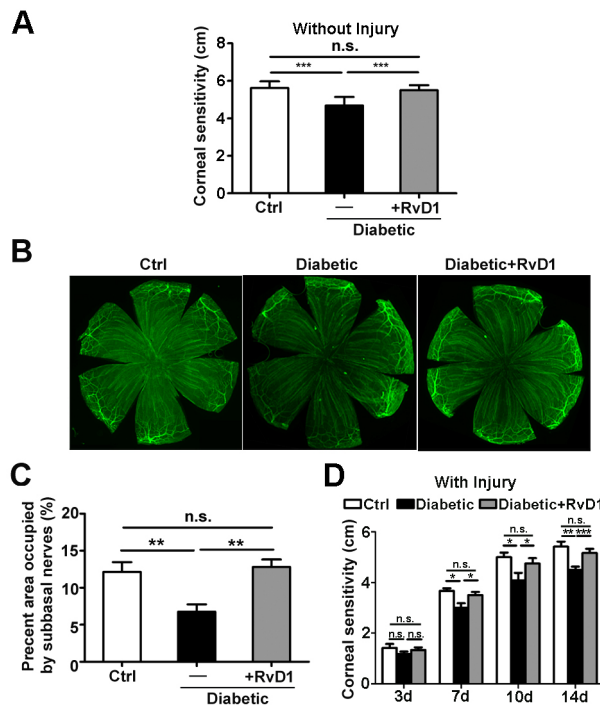 A
Without Injury
n.s.
***
***
Corneal sensitivity (cm)
8
6
4
2
0
Ctrl
—
+RvD1
Diabetic
B
Ctrl
Diabetic
Diabetic+RvD1
C
Precent area occupied
by subbasal nerves (%)
20
15
10
5
0
n.s.
**
**
Ctrl
—
+RvD1
Diabetic
D
With Injury
Ctrl
Diabetic
Diabetic+RvD1
Corneal sensitivity (cm)
6
4
2
0
n.s.
n.s.
n.s.
n.s.
*
*
n.s.
*
*
n.s.
**
***
3d
7d
10d
14d